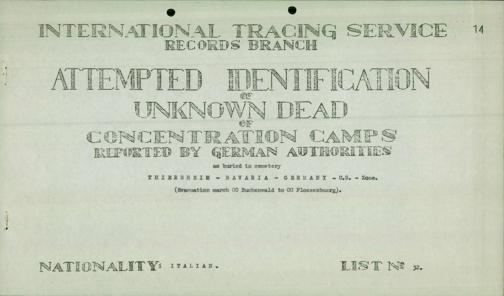 INTERNATIONAL TRACING SERVICE 14
RECORDS BRANCH
ATTEMPTED IDENTIFICATION
OF
UNKNOWN DEAD
OF
CONCENTRATION CAMPS
REPORTED BY GERMAN AUTHORITIES
as buried in cemetery
THIERSHEIM - BAVARIA - GERMANY - U.S. - Zone.
(Evacuation march CC Buchenwald to CC Flossenbuerg).
NATIONALITY: ITALIAN. LIST Nº